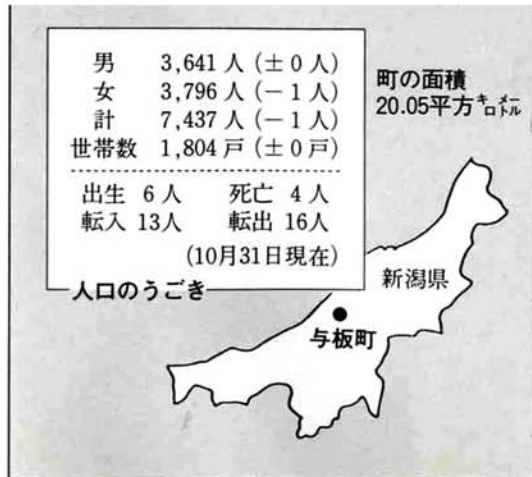 男 3,641人(±0人)
女 3,796人(－1人)
計 7,437人(－1人)
世帯数 1,804戸(±0戸)
出生 6人 死亡 4人
転入 13人 転出 16人
(10月31日現在)
人口のうごき
町の面積
20.05平方キロメートル
新潟県
与板町